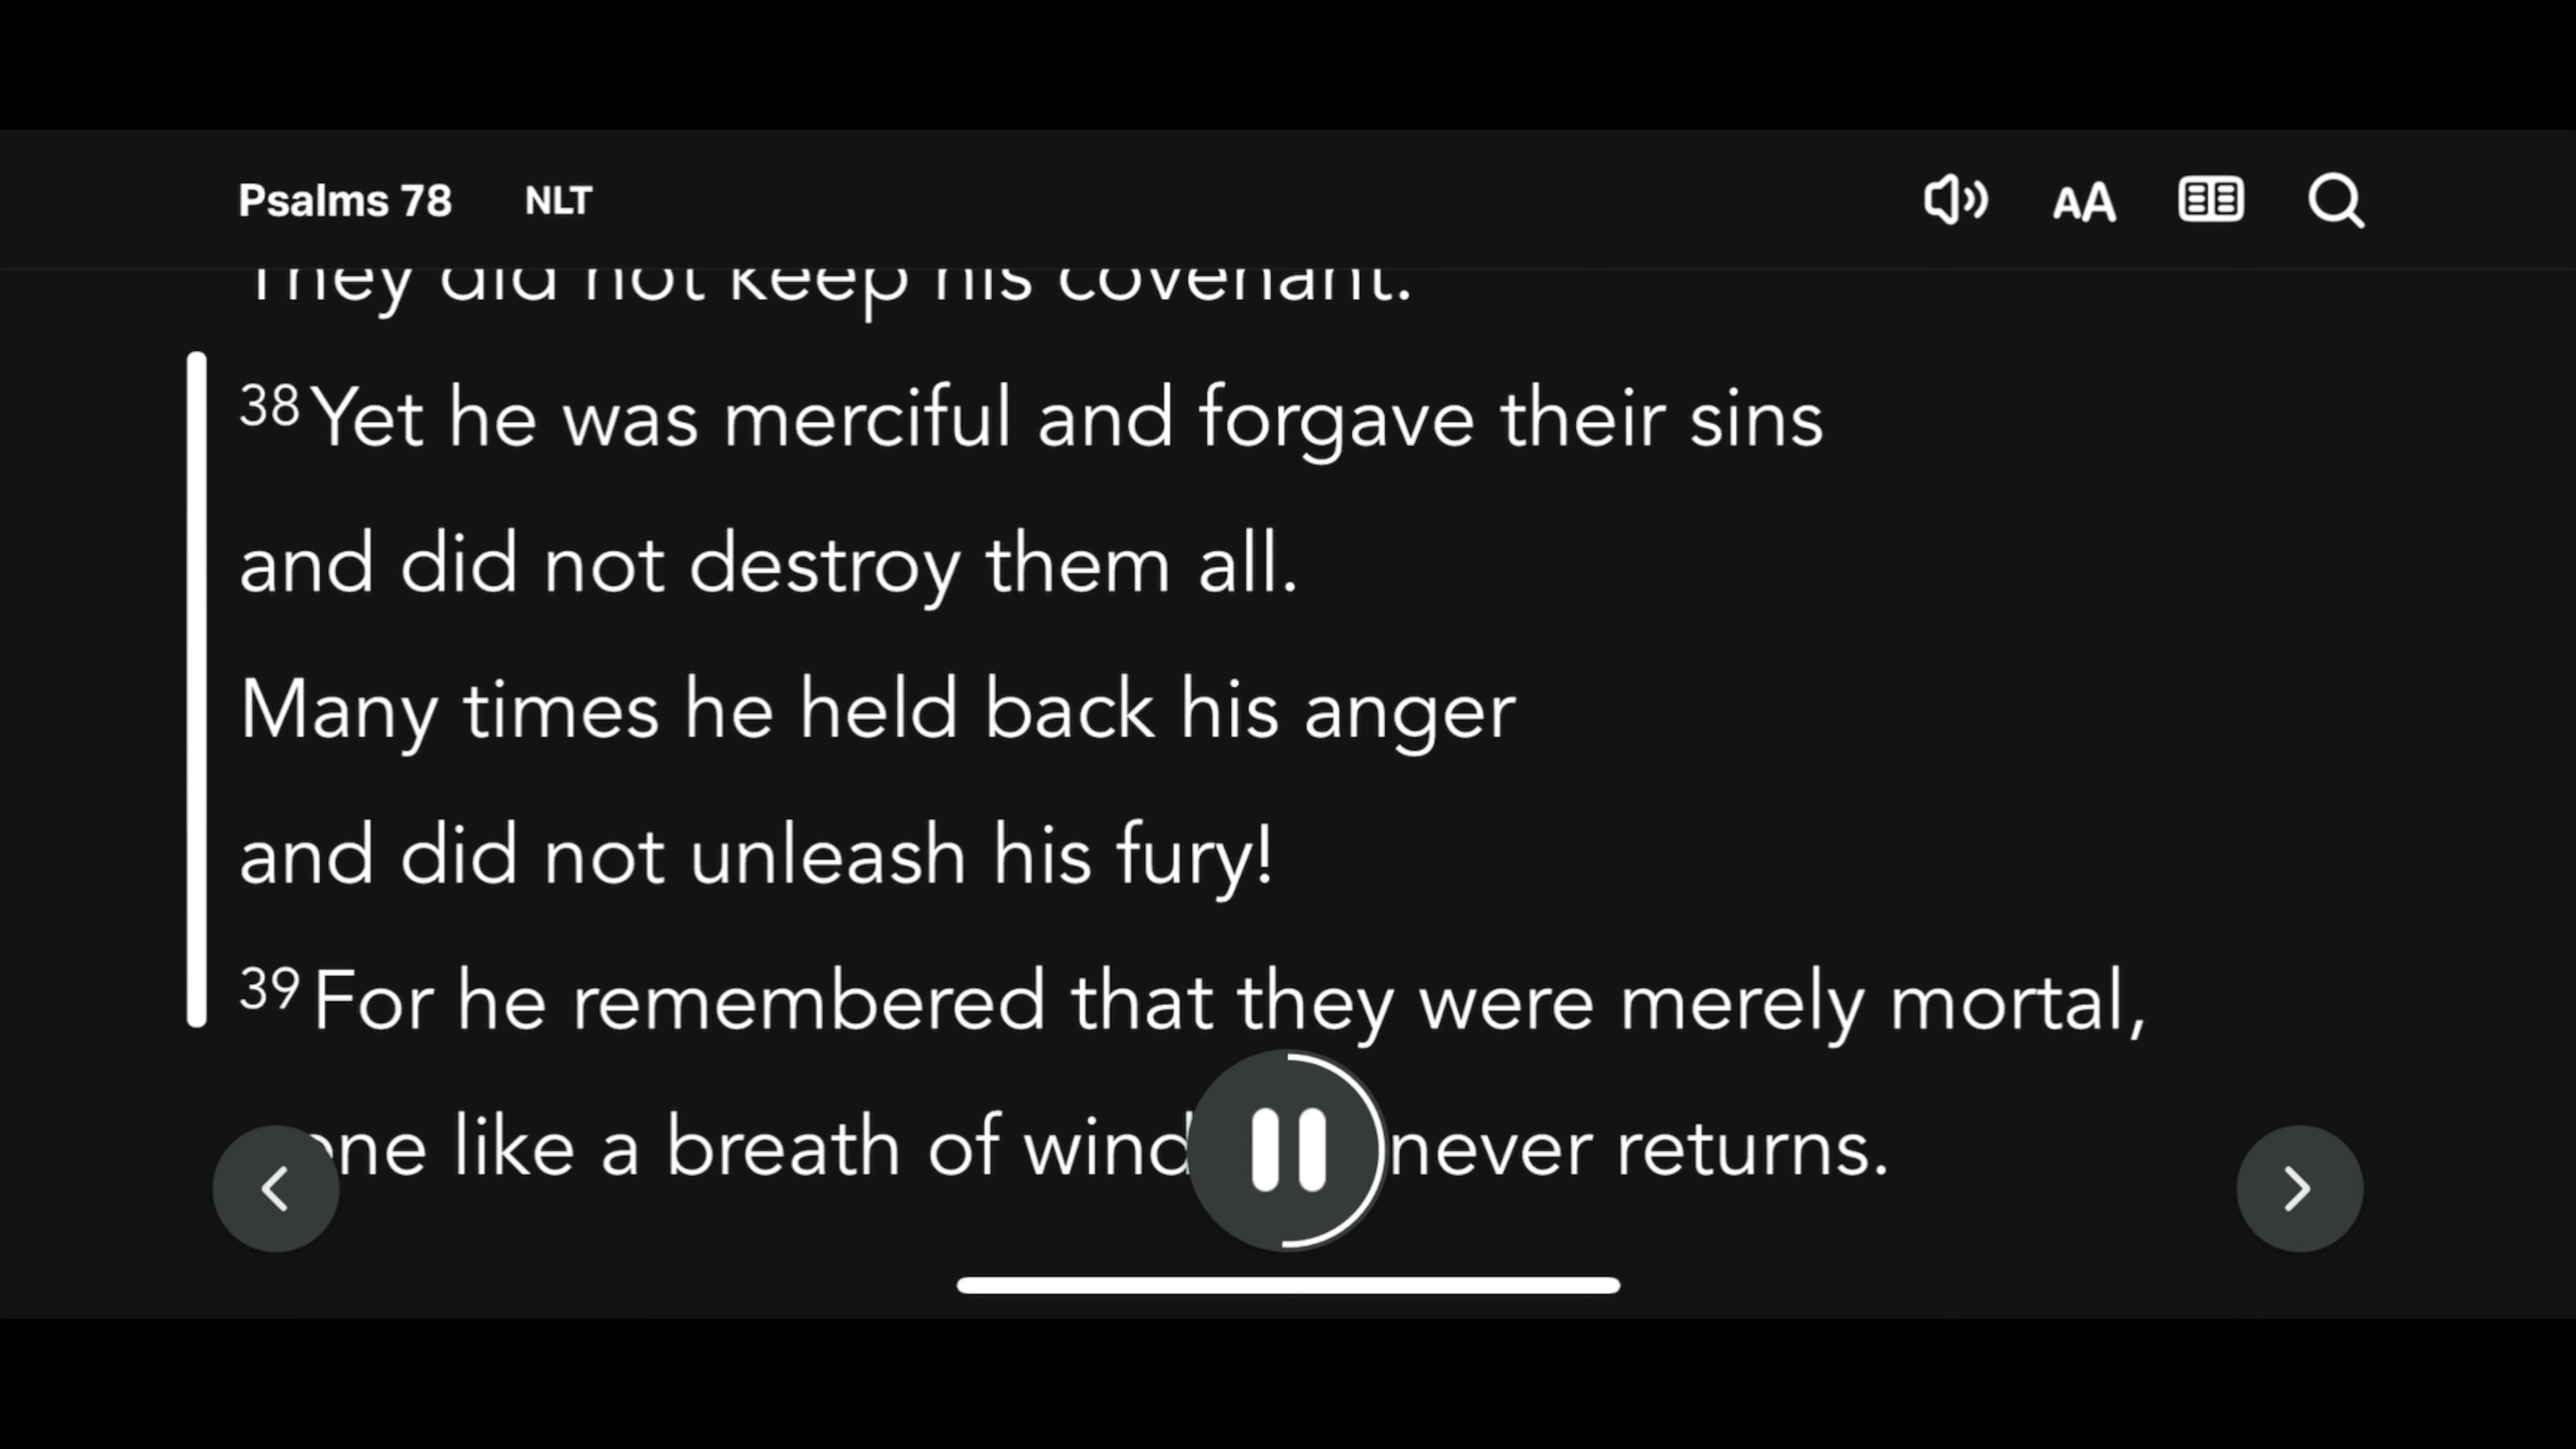 Psalms 78 NLT AA
They did not keep his covenant.
38 Yet he was merciful and forgave their sins
and did not destroy them all.
Many times he held back his anger
and did not unleash his fury!
39 For he remembered that they were merely mortal,
like a breath of wind never returns.